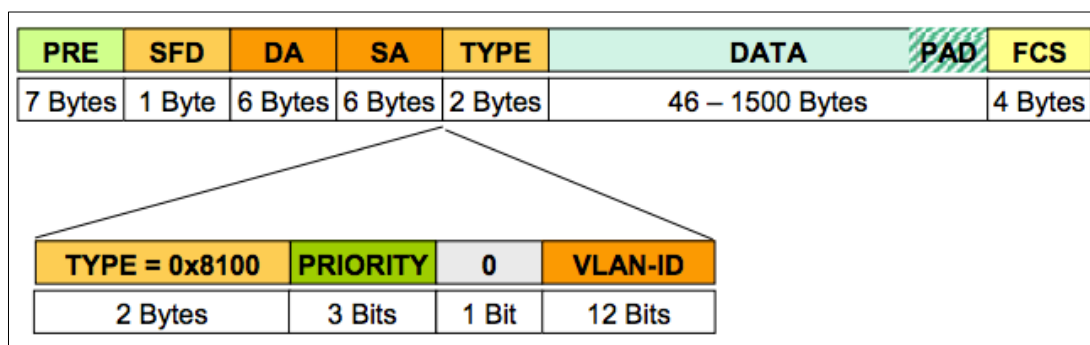 PRE SFD DA SA TYPE DATA PAD FCS
7 Bytes 1 Byte 6 Bytes 6 Bytes 2 Bytes 46 – 1500 Bytes 4 Bytes
TYPE = 0x8100 PRIORITY 0 VLAN-ID
2 Bytes 3 Bits 1 Bit 12 Bits